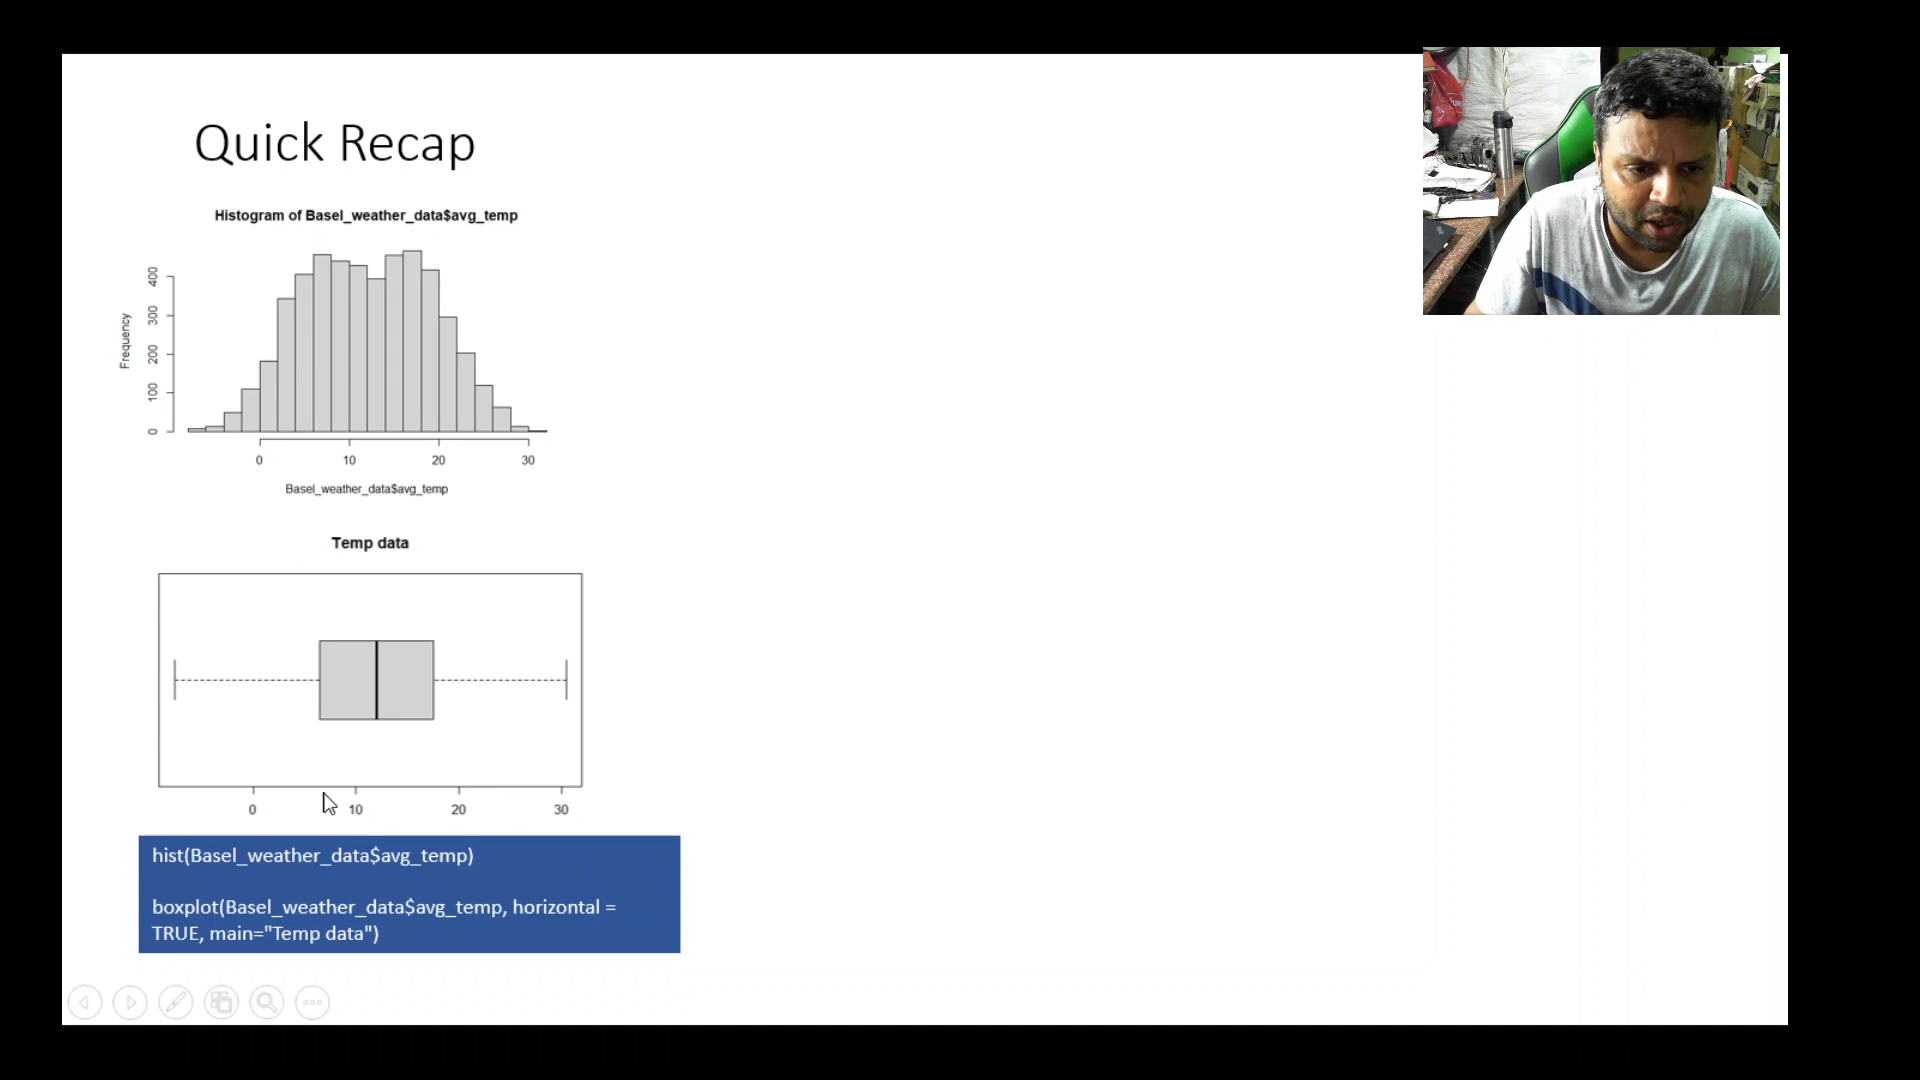 Quick Recap
Histogram of Basel_weather_data$avg_temp
Frequency
400
300
200
100
0
0 10 20 30
Basel_weather_data$avg_temp
Temp data
0 10 20 30
hist(Basel_weather_data$avg_temp)
boxplot(Basel_weather_data$avg_temp, horizontal =
TRUE, main="Temp data")